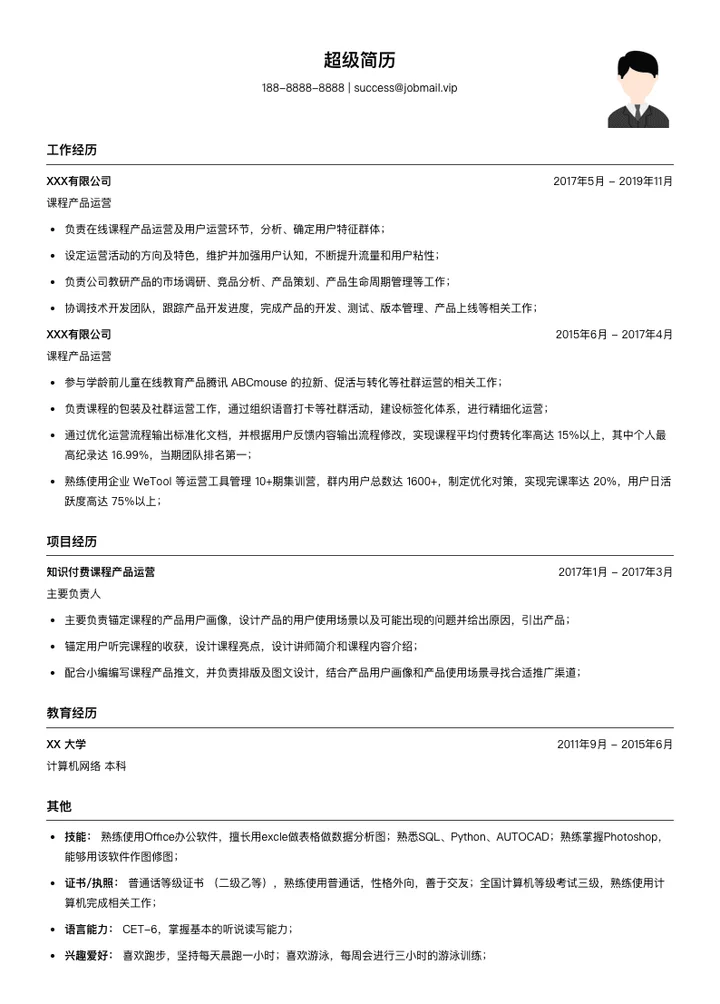 超级简历
188-8888-8888 | success@jobmail.vip
工作经历
XXX有限公司 2017年5月 – 2019年11月
课程产品运营
• 负责在线课程产品运营及用户运营环节，分析、确定用户特征群体；
• 设定运营活动的方向及特色，维护并加强用户认知，不断提升流量和用户粘性；
• 负责公司教研产品的市场调研、竞品分析、产品策划、产品生命周期管理等工作；
• 协调技术开发团队，跟踪产品开发进度，完成产品的开发、测试、版本管理、产品上线等相关工作；
XXX有限公司 2015年6月 – 2017年4月
课程产品运营
• 参与学龄前儿童在线教育产品腾讯 ABCmouse 的拉新、促活与转化等社群运营的相关工作；
• 负责课程的包装及社群运营工作，通过组织语音打卡等社群活动，建设标签化体系，进行精细化运营；
• 通过优化运营流程输出标准化文档，并根据用户反馈内容输出流程修改，实现课程平均付费转化率高达 15%以上，其中个人最
高纪录达 16.99%，当期团队排名第一；
• 熟练使用企业 WeTool 等运营工具管理 10+期集训营，群内用户总数达 1600+，制定优化对策，实现完课率达 20%，用户日活
跃度高达 75%以上；
项目经历
知识付费课程产品运营 2017年1月 – 2017年3月
主要负责人
• 主要负责锚定课程的产品用户画像，设计产品的用户使用场景以及可能出现的问题并给出原因，引出产品；
• 锚定用户听完课程的收获，设计课程亮点，设计讲师简介和课程内容介绍；
• 配合小编编写课程产品推文，并负责排版及图文设计，结合产品用户画像和产品使用场景寻找合适推广渠道；
教育经历
XX 大学 2011年9月 – 2015年6月
计算机网络 本科
其他
• 技能： 熟练使用Office办公软件，擅长用excle做表格做数据分析图；熟悉SQL、Python、AUTOCAD；熟练掌握Photoshop，
能够用该软件作图修图；
• 证书/执照： 普通话等级证书 （二级乙等），熟练使用普通话，性格外向，善于交友；全国计算机等级考试三级，熟练使用计
算机完成相关工作；
• 语言能力： CET-6，掌握基本的听说读写能力；
• 兴趣爱好： 喜欢跑步，坚持每天晨跑一小时；喜欢游泳，每周会进行三小时的游泳训练；